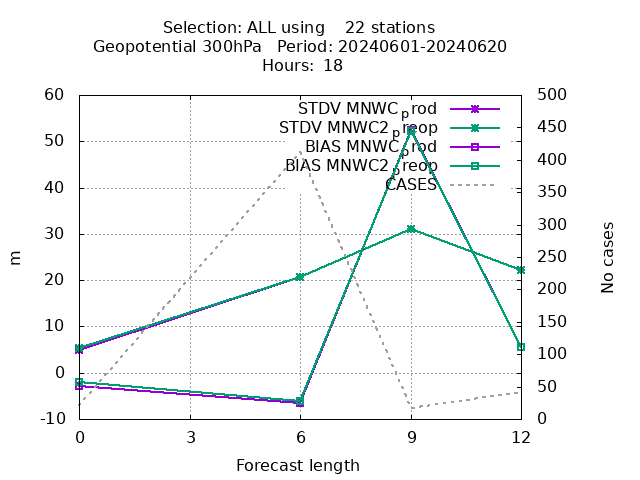 Selection: ALL using    22 stations
Geopotential 300hPa   Period: 20240601-20240620
Hours: 18
STDV MNWC_prod
STDV MNWC2_preop
BIAS MNWC_prod
BIAS MNWC2_preop
CASES
60
50
40
30
20
10
0
-10
m
500
450
400
350
300
250
200
150
100
50
0
No cases
0 3 6 9 12
Forecast length